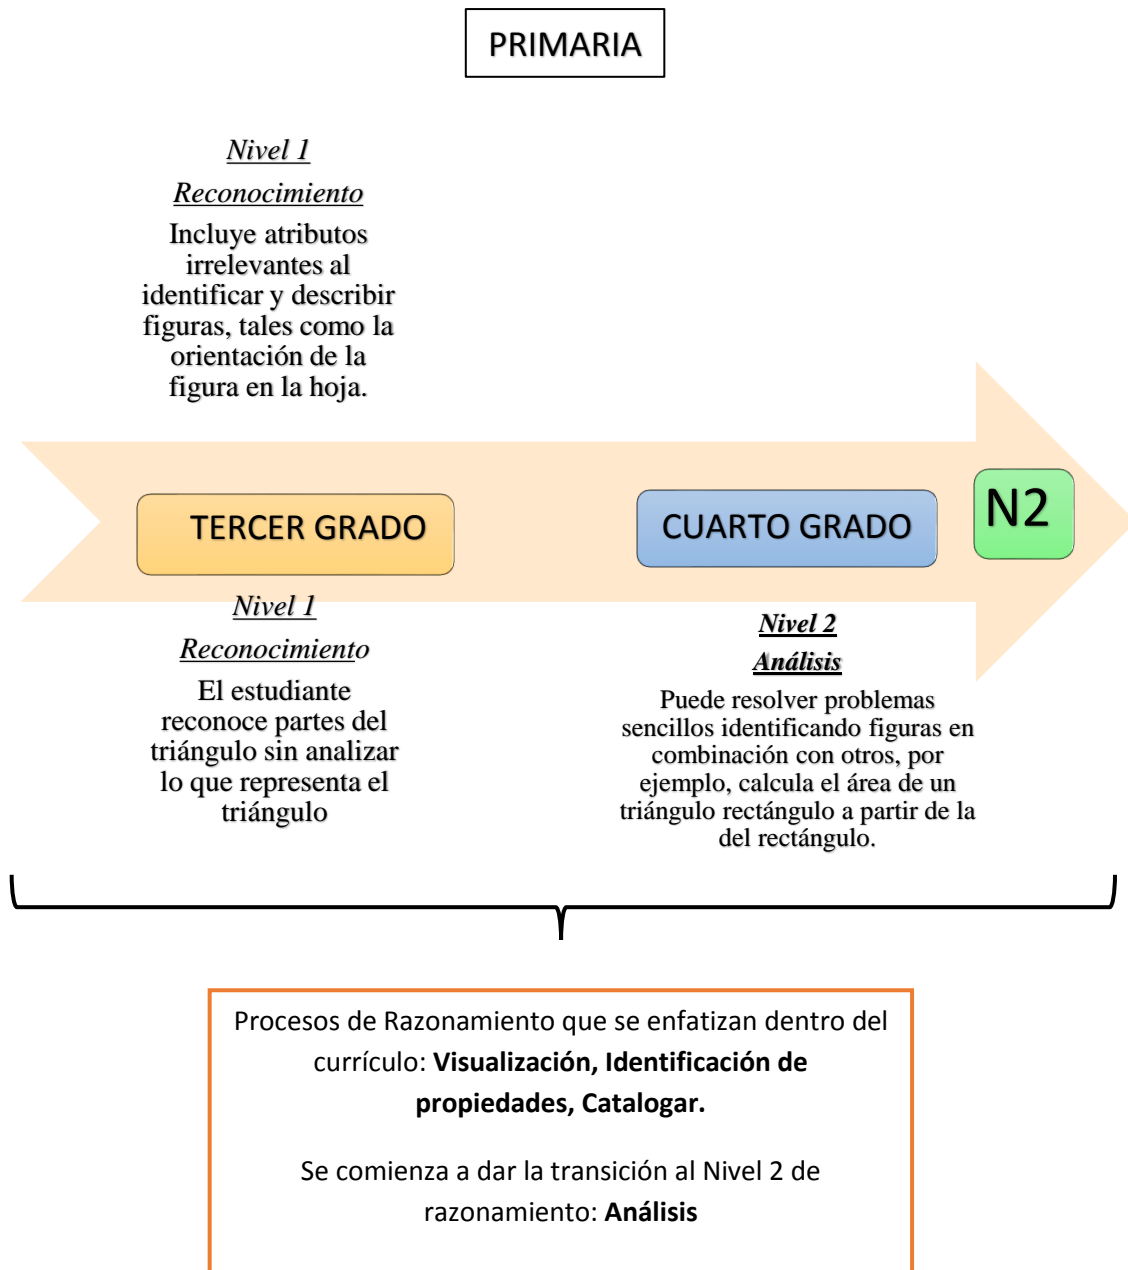 PRIMARIA
Nivel 1
Reconocimiento
Incluye atributos
irrelevantes al
identificar y describir
figuras, tales como la
orientación de la
figura en la hoja.
TERCER GRADO
CUARTO GRADO
N2
Nivel 1
Reconocimiento
El estudiante
reconoce partes del
triángulo sin analizar
lo que representa el
triángulo
Nivel 2
Análisis
Puede resolver problemas
sencillos identificando figuras en
combinación con otros, por
ejemplo, calcula el área de un
triángulo rectángulo a partir de la
del rectángulo.
Procesos de Razonamiento que se enfatizan dentro del
currículo: Visualización, Identificación de
propiedades, Catalogar.
Se comienza a dar la transición al Nivel 2 de
razonamiento: Análisis